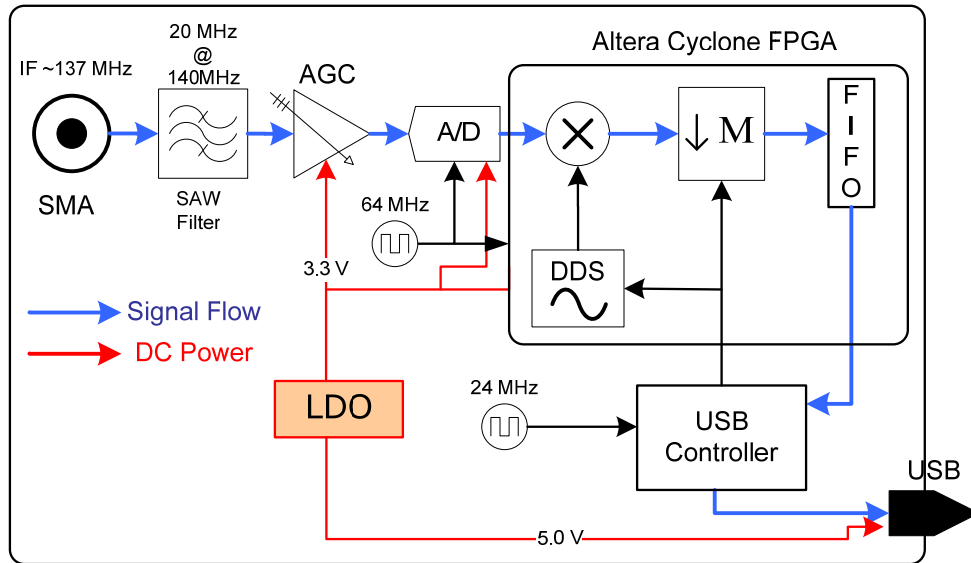 Altera Cyclone FPGA
IF ~137 MHz
20 MHz
@
140MHz
AGC
A/D
M
F
I
F
O
SMA
SAW
Filter
64 MHz
3.3 V
DDS
Signal Flow
DC Power
LDO
24 MHz
USB
Controller
USB
5.0 V